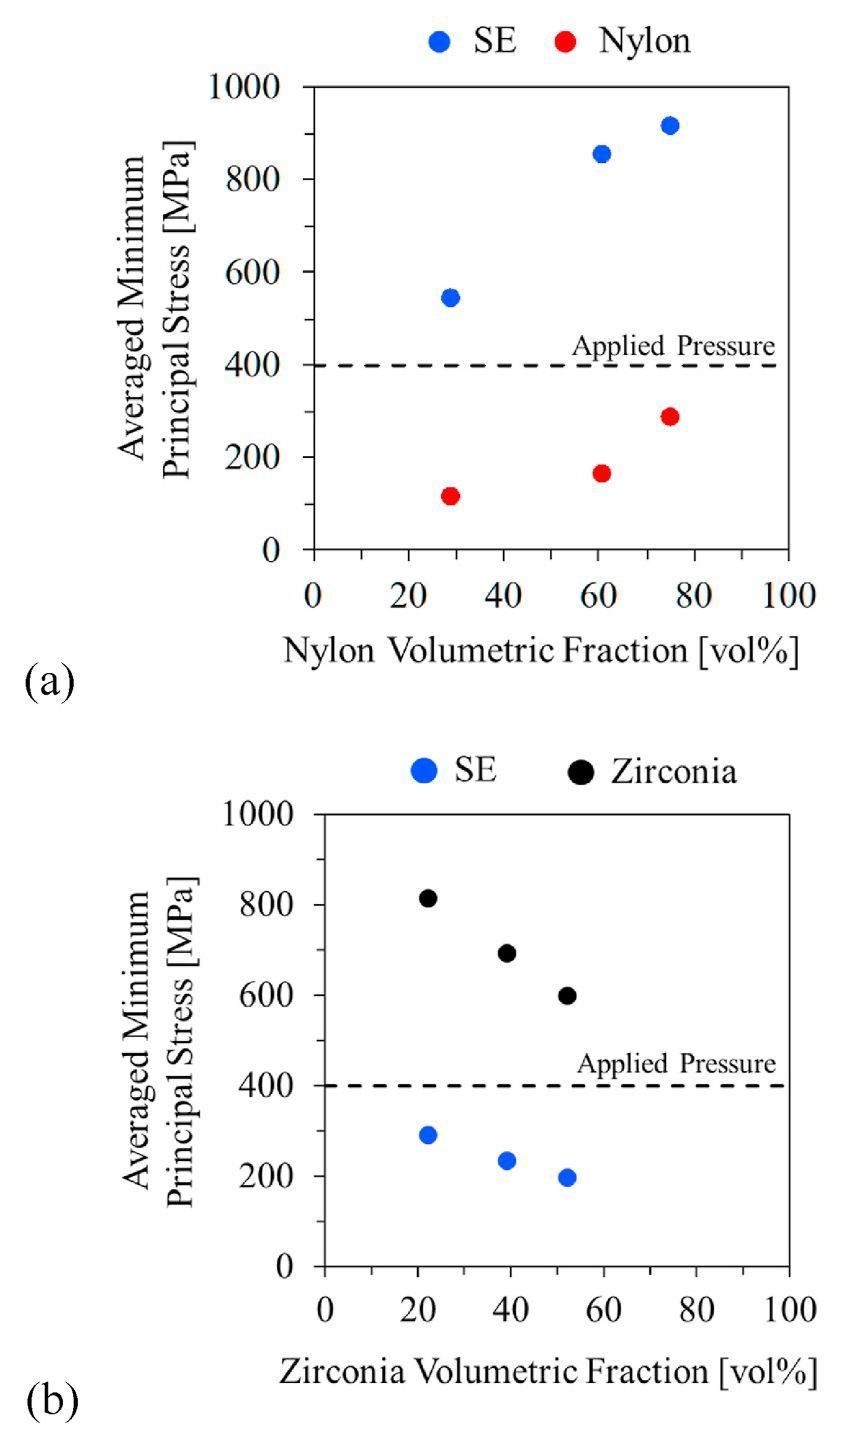 SE Nylon
1000
800
600
400
200
0
Averaged Minimum
Principal Stress [MPa]
Applied Pressure
0 20 40 60 80 100
Nylon Volumetric Fraction [vol%]
(a)
SE Zirconia
1000
800
600
400
200
0
Averaged Minimum
Principal Stress [MPa]
Applied Pressure
0 20 40 60 80 100
Zirconia Volumetric Fraction [vol%]
(b)